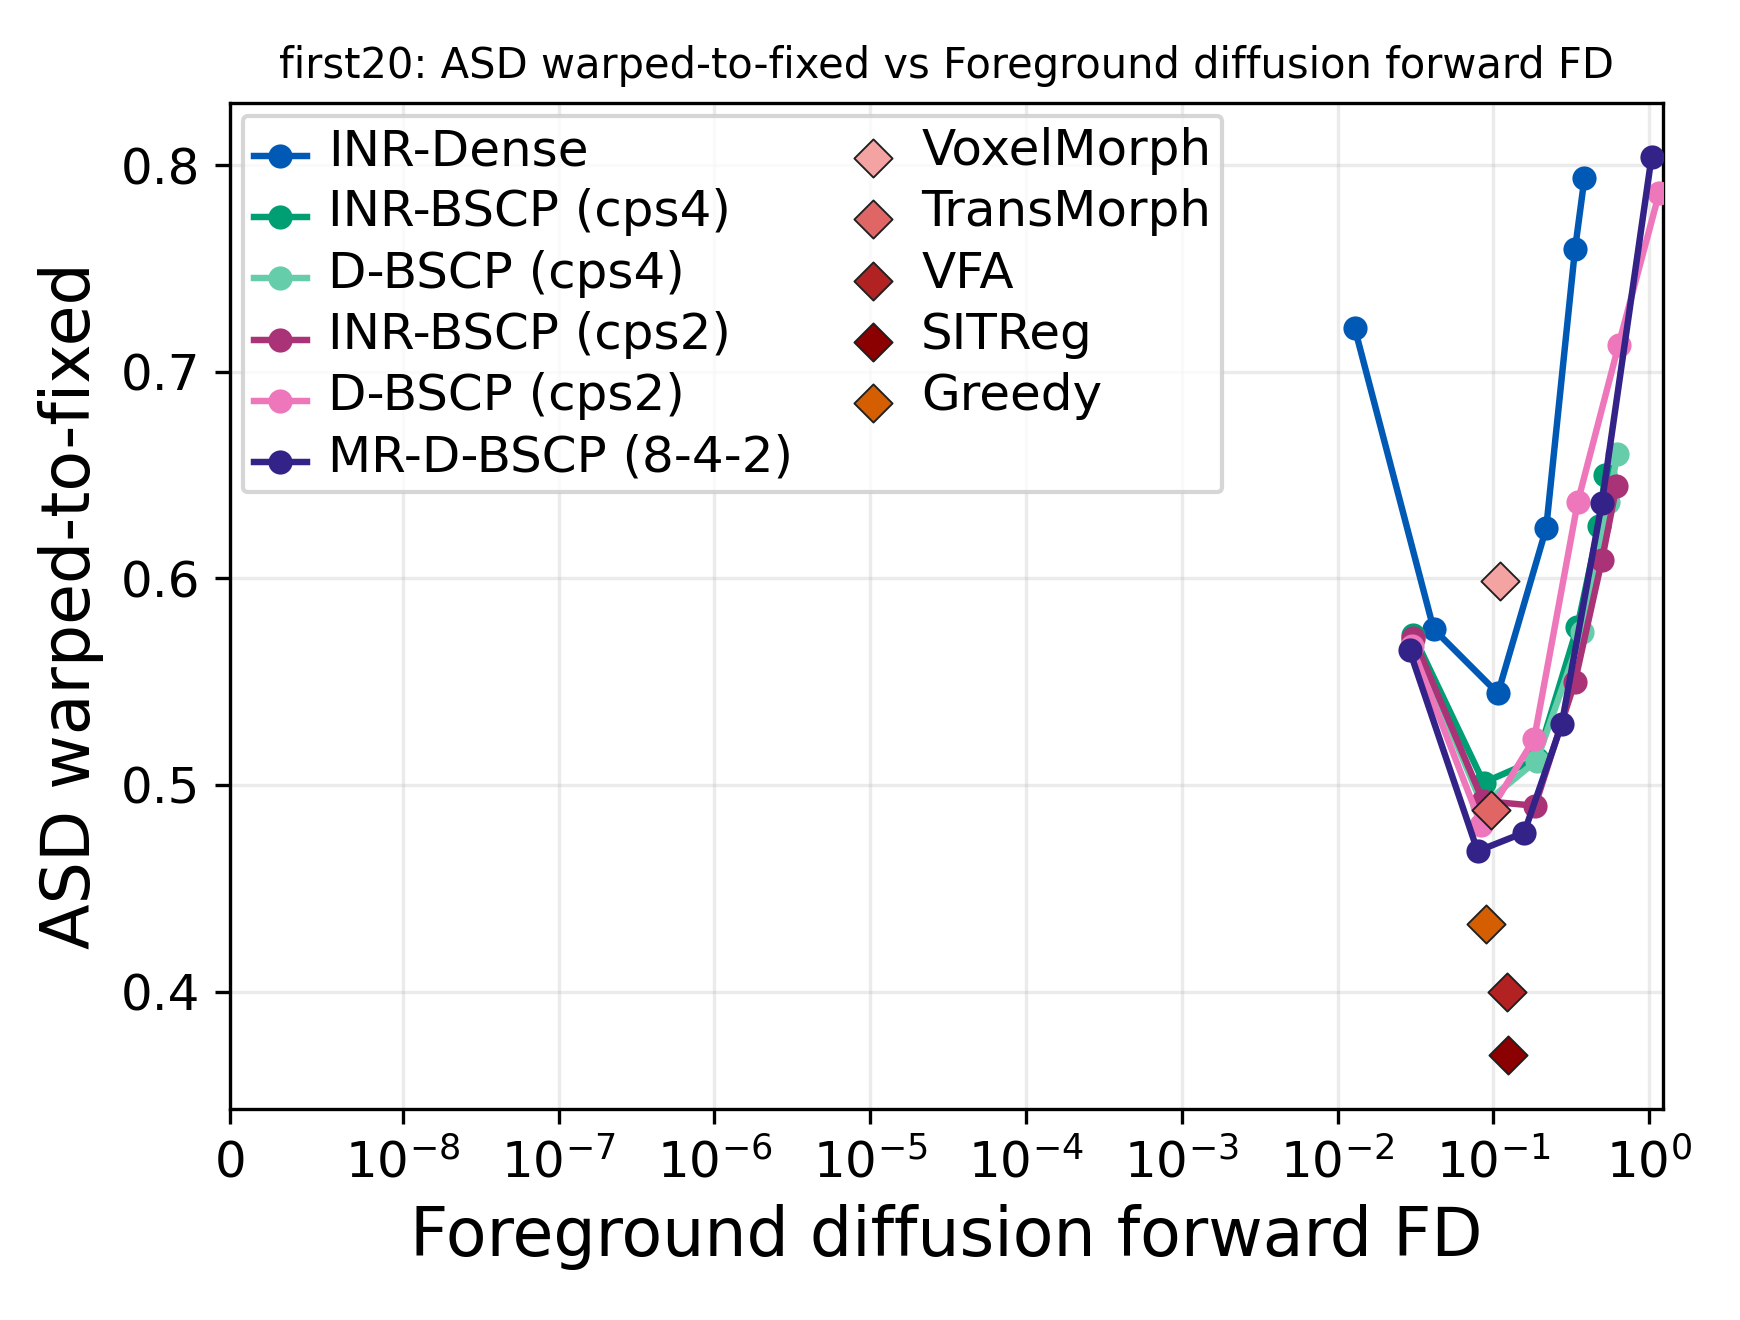 first20: ASD warped-to-fixed vs Foreground diffusion forward FD
INR-Dense
INR-BSCP (cps4)
D-BSCP (cps4)
INR-BSCP (cps2)
D-BSCP (cps2)
MR-D-BSCP (8-4-2)
VoxelMorph
TransMorph
VFA
SITReg
Greedy
ASD warped-to-fixed
0.8
0.7
0.6
0.5
0.4
0 10⁻⁸ 10⁻⁷ 10⁻⁶ 10⁻⁵ 10⁻⁴ 10⁻³ 10⁻² 10⁻¹ 10⁰
Foreground diffusion forward FD